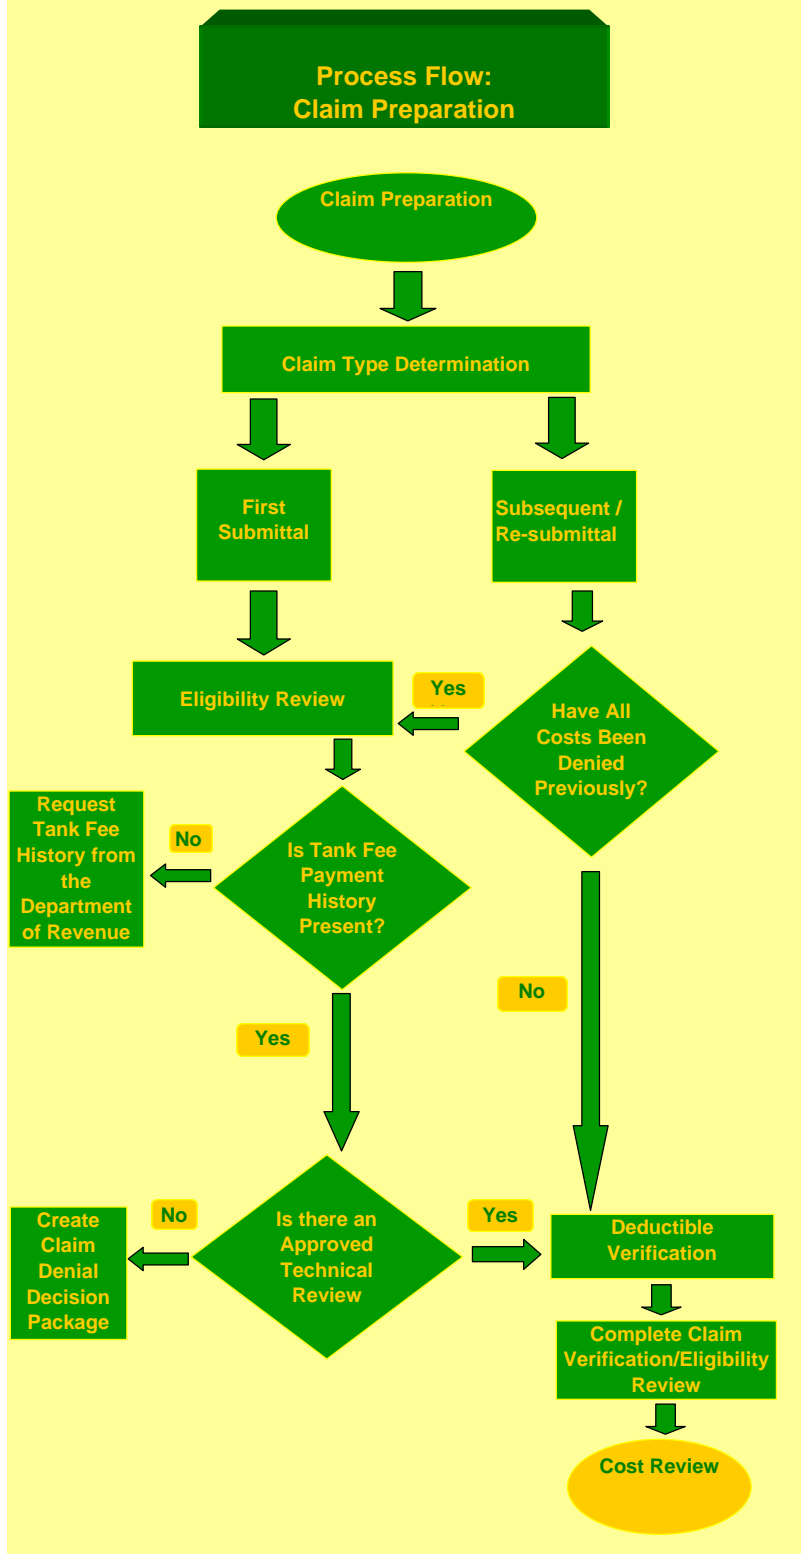 Process Flow:
Claim Preparation
Claim Preparation
Claim Type Determination
First
Submittal
Subsequent /
Re-submittal
Eligibility Review
Yes
Have All
Costs Been
Denied
Previously?
Request
Tank Fee
History from
the
Department
of Revenue
No
Is Tank Fee
Payment
History
Present?
No
Yes
Create
Claim
Denial
Decision
Package
No
Is there an
Approved
Technical
Review
Yes
Deductible
Verification
Complete Claim
Verification/Eligibility
Review
Cost Review